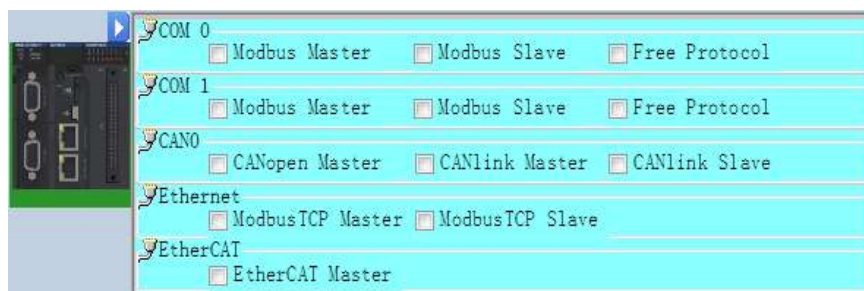 COM 0
Modbus Master Modbus Slave Free Protocol
COM 1
Modbus Master Modbus Slave Free Protocol
CAN0
CANopen Master CANlink Master CANlink Slave
Ethernet
ModbusTCP Master ModbusTCP Slave
EtherCAT
EtherCAT Master